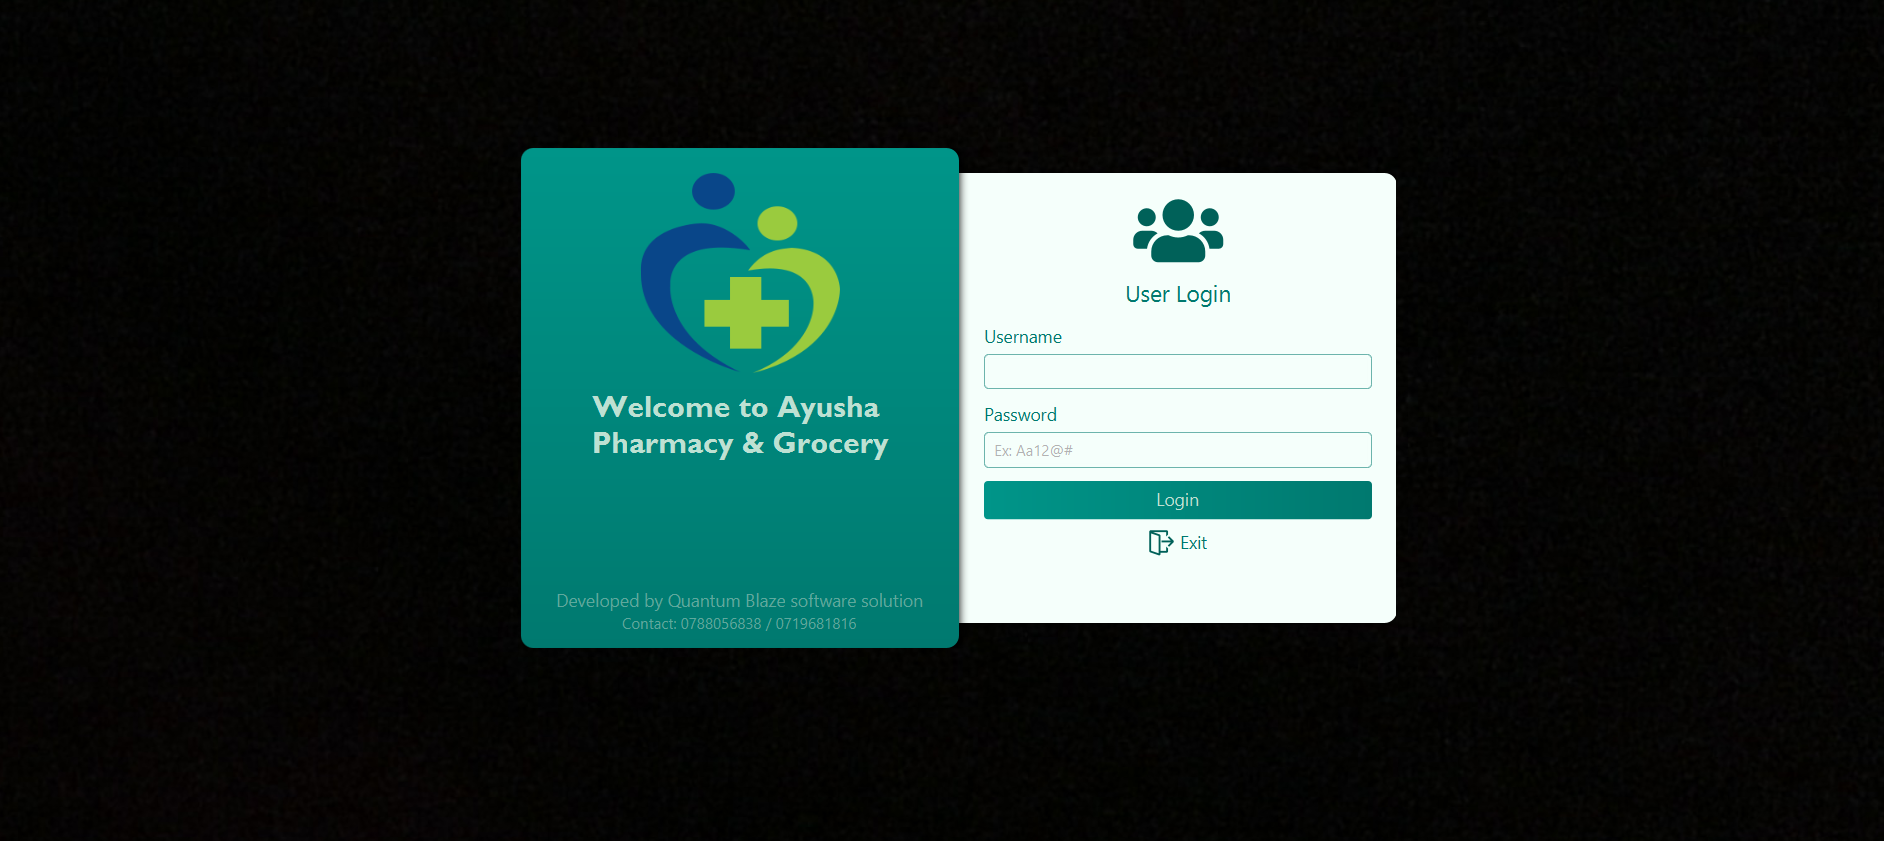 Welcome to Ayusha
Pharmacy & Grocery
Developed by Quantum Blaze software solution
Contact: 0788056838 / 0719681816
User Login
Username
Password
Ex: Aa12@#
Login
Exit